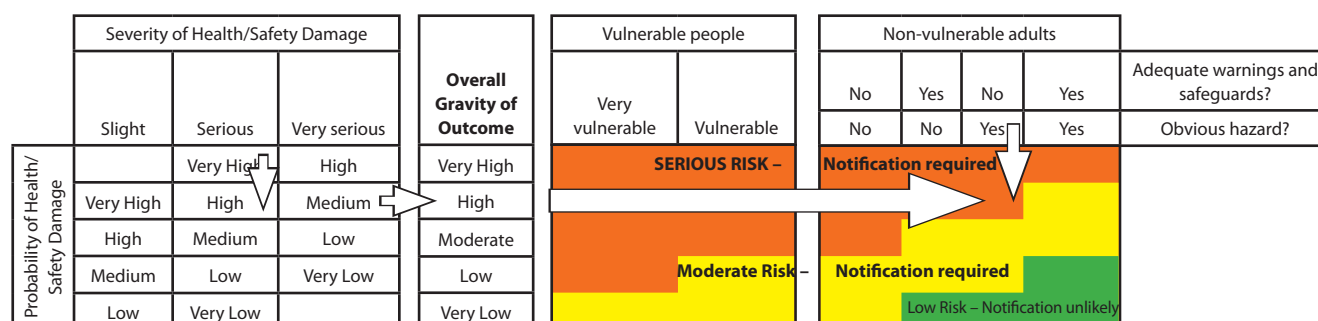 Severity of Health/Safety Damage
Vulnerable people
Non-vulnerable adults
Slight
Serious
Very serious
Overall
Gravity of
Outcome
Very
vulnerable
Vulnerable
No
Yes
No
Yes
Adequate warnings and
safeguards?
No
No
Yes
Yes
Obvious hazard?
Probability of Health/
Safety Damage
Very High
High
Very High
SERIOUS RISK –
Notification required
Very High
High
Medium
High
High
Medium
Low
Moderate
Medium
Low
Very Low
Low
Moderate Risk –
Notification required
Low
Very Low
Very Low
Low Risk – Notification unlikely